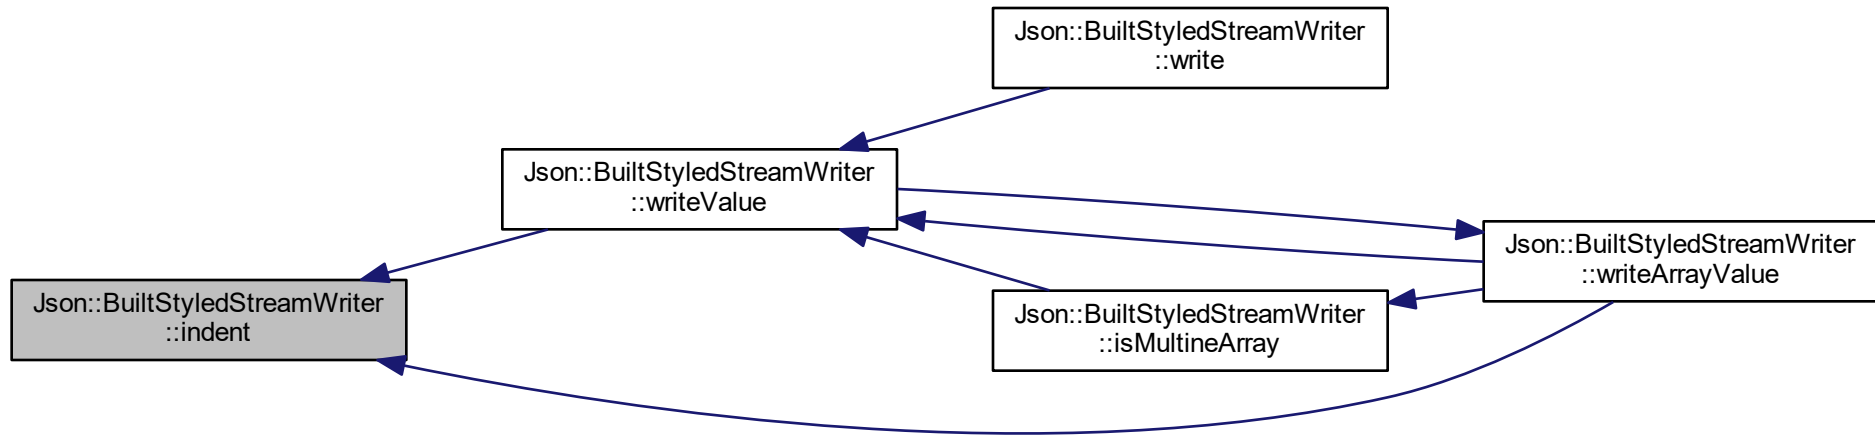 Json::BuiltStyledStreamWriter
::write
Json::BuiltStyledStreamWriter
::writeValue
Json::BuiltStyledStreamWriter
::writeArrayValue
Json::BuiltStyledStreamWriter
::indent
Json::BuiltStyledStreamWriter
::isMultineArray